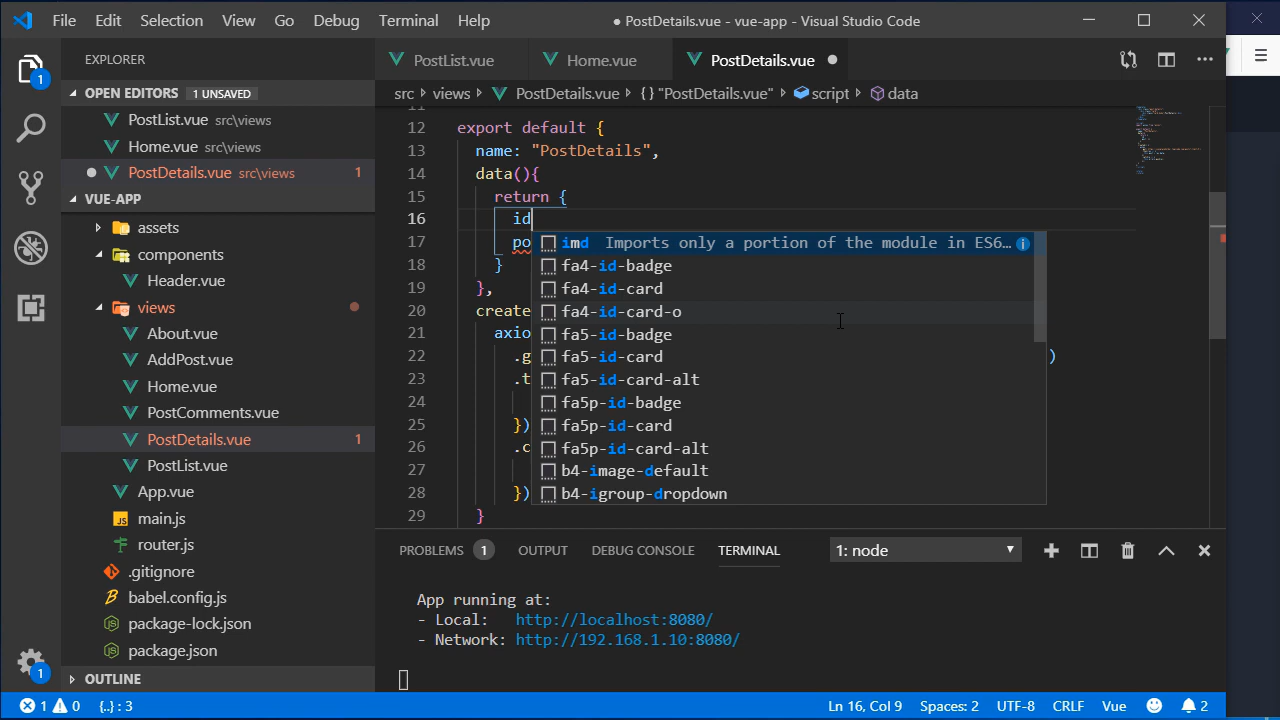 File Edit Selection View Go Debug Terminal Help ● PostDetails.vue - vue-app - Visual Studio Code
EXPLORER
OPEN EDITORS 1 UNSAVED
PostList.vue src\views
Home.vue src\views
PostDetails.vue src\views 1
VUE-APP
assets
components
Header.vue
views
About.vue
AddPost.vue
Home.vue
PostComments.vue
PostDetails.vue 1
PostList.vue
App.vue
main.js
router.js
.gitignore
babel.config.js
package-lock.json
package.json
OUTLINE
PostList.vue Home.vue PostDetails.vue
src > views > PostDetails.vue > {} "PostDetails.vue" > script > data
11
12 export default {
13 name: "PostDetails",
14 data(){
15 return {
16 id
17 po
18 }
19 },
20 create
21 axio
22 .g )
23 .t
24
25 })
26 .c
27
28 })
29 }
imd Imports only a portion of the module in ES6…
fa4-id-badge
fa4-id-card
fa4-id-card-o
fa5-id-badge
fa5-id-card
fa5-id-card-alt
fa5p-id-badge
fa5p-id-card
fa5p-id-card-alt
b4-image-default
b4-igroup-dropdown
PROBLEMS 1 OUTPUT DEBUG CONSOLE TERMINAL 1: node
App running at:
- Local: http://localhost:8080/
- Network: http://192.168.1.10:8080/
1 0 {..} : 3 Ln 16, Col 9 Spaces: 2 UTF-8 CRLF Vue 2